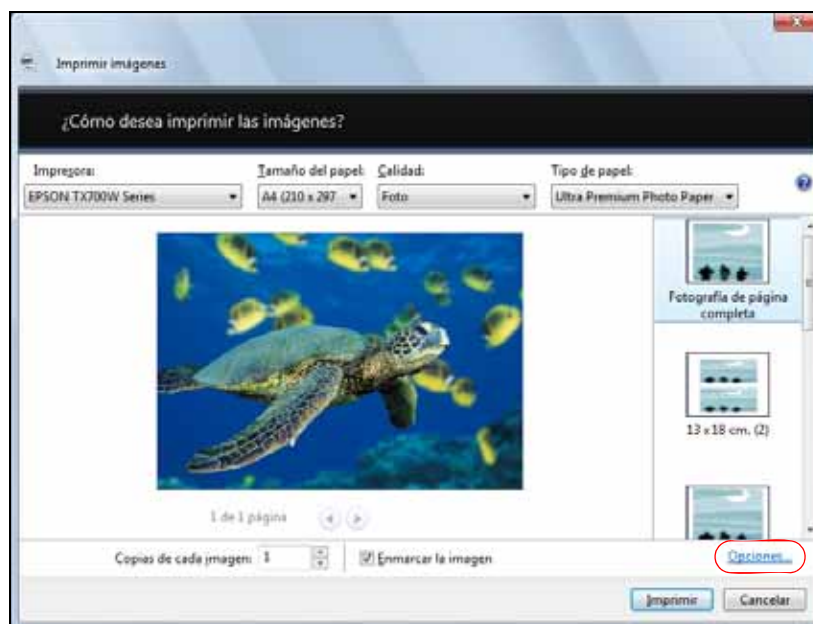 Imprimir imágenes
¿Cómo desea imprimir las imágenes?
Impresora:
Tamaño del papel:
Calidad:
Tipo de papel:
EPSON TX700W Series
A4 (210 x 297
Foto
Ultra Premium Photo Paper
Fotografía de página
completa
13 x 18 cm. (2)
1 de 1 página
Copias de cada imagen:
1
Enmarcar la imagen
Opciones...
Imprimir
Cancelar